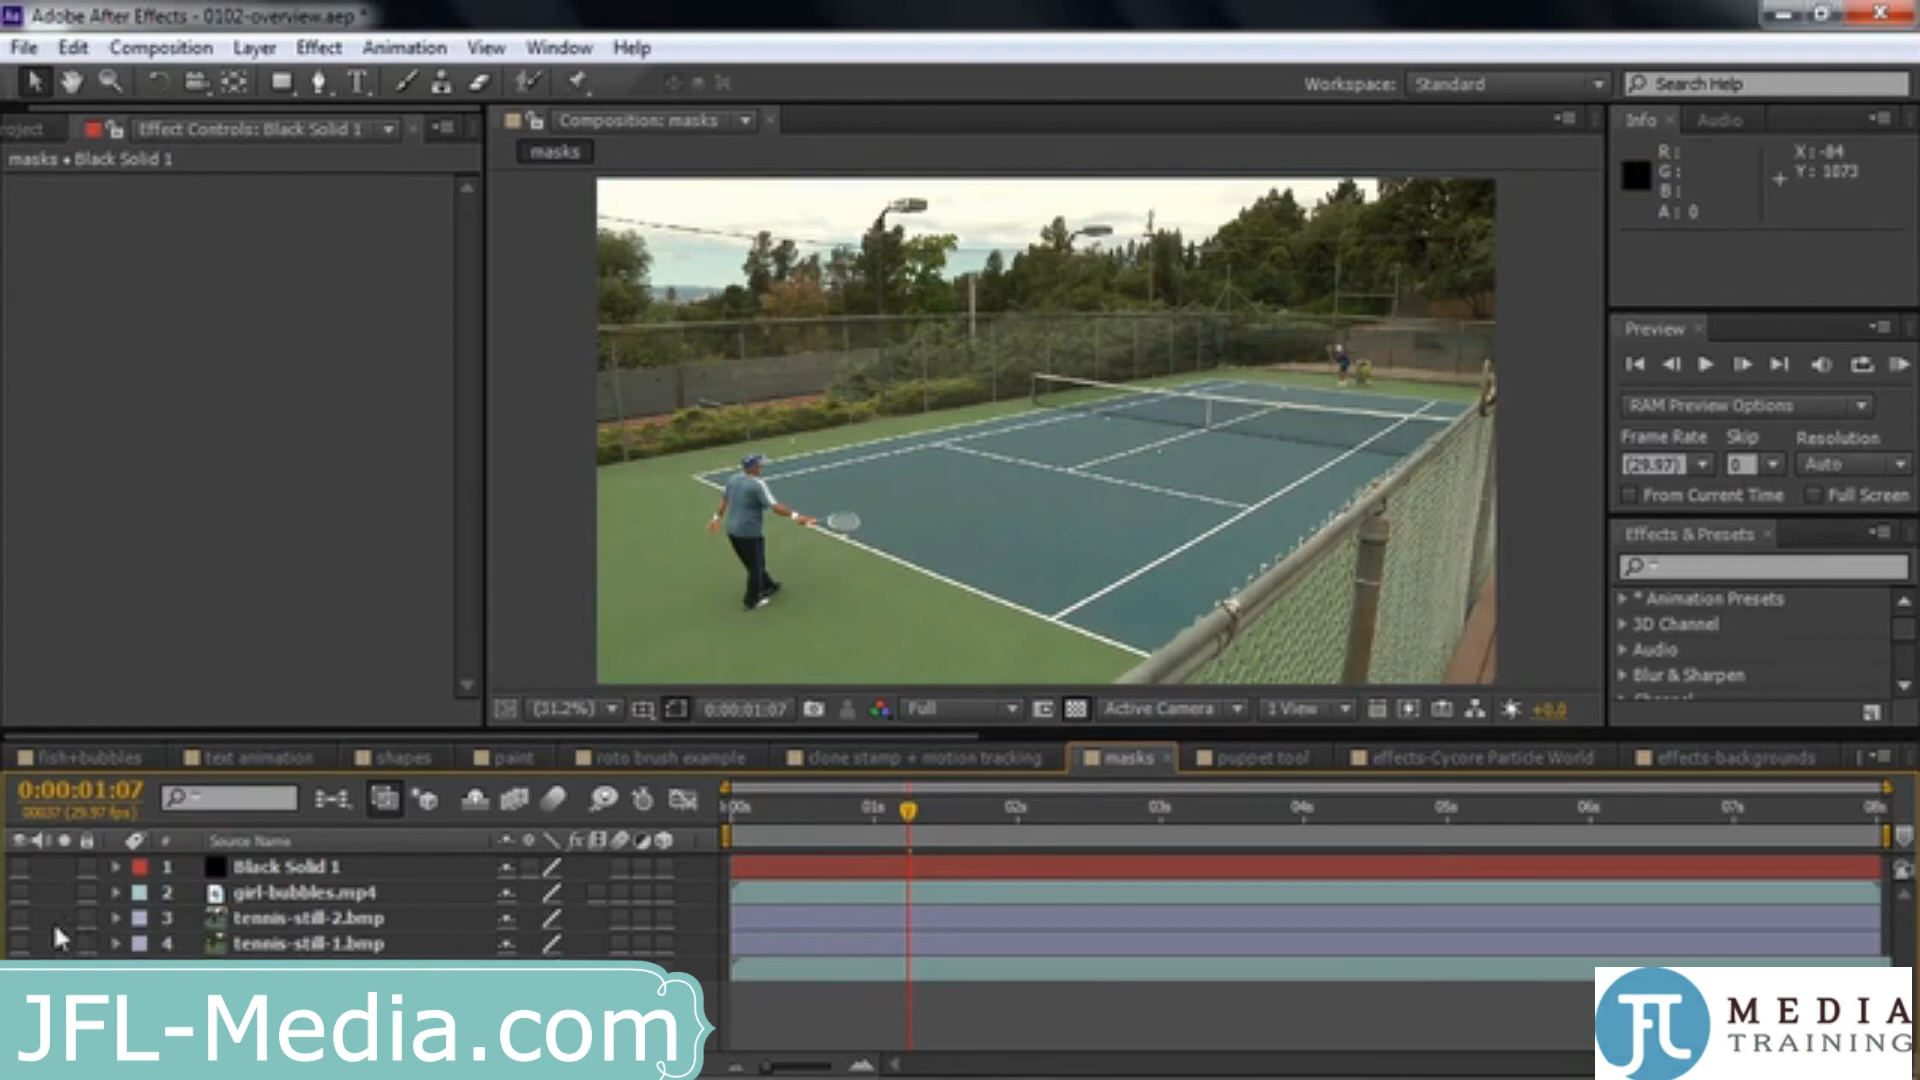 Adobe After Effects - 0102-overview.aep *
File Edit Composition Layer Effect Animation View Window Help
Workspace: Standard Search Help
roject Effect Controls: Black Solid 1 Composition: masks Info Audio
masks • Black Solid 1 masks
R: X: -84
G: Y: 1073
B:
A: 0
Preview
RAM Preview Options
Frame Rate Skip Resolution
(29.97) 0 Auto
From Current Time Full Screen
Effects & Presets
* Animation Presets
3D Channel
Audio
Blur & Sharpen
(31.2%) 0:00:01:07 Full Active Camera 1 View +0.0
fish+bubbles text animation shapes paint roto brush example clone stamp + motion tracking masks puppet tool effects-Cycore Particle World effects-backgrounds
0:00:01:07
00037 (29.97 fps)
:00s 01s 02s 03s 04s 05s 06s 07s 08s
# Source Name fx
1 Black Solid 1
2 girl-bubbles.mp4
3 tennis-still-2.bmp
4 tennis-still-1.bmp
JFL-Media.com
JFL MEDIA
TRAINING